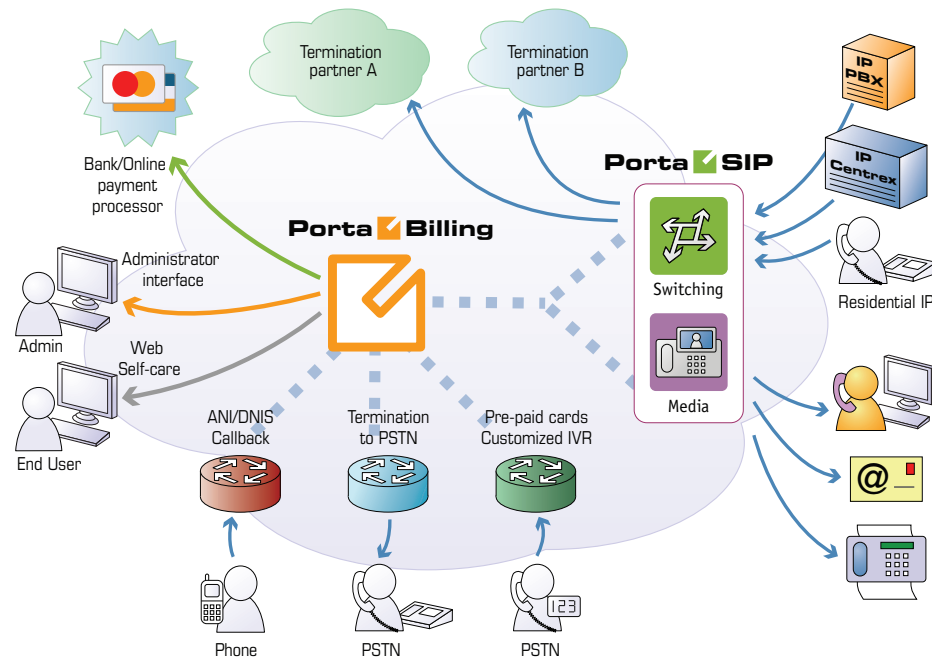 Termination
partner A
Termination
partner B
IP
PBX
IP
Centrex
Bank/Online
payment
processor
Porta SIP
Porta Billing
Switching
Media
Residential IP
Administrator
interface
Admin
Web
Self-care
End User
ANI/DNIS
Callback
Termination
to PSTN
Pre-paid cards
Customized IVR
@
123
Phone
PSTN
PSTN